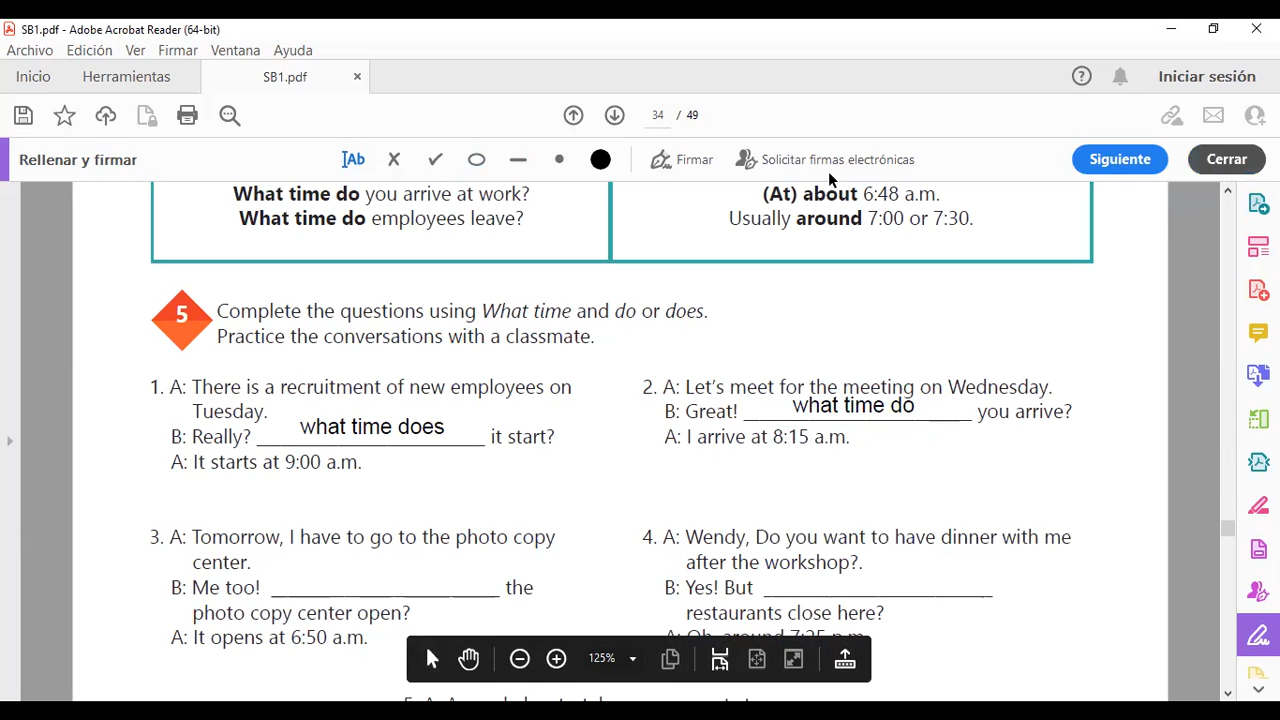 SB1.pdf - Adobe Acrobat Reader (64-bit)
Archivo Edición Ver Firmar Ventana Ayuda
Inicio Herramientas SB1.pdf × Iniciar sesión
34 / 49
Rellenar y firmar Ab Firmar Solicitar firmas electrónicas Siguiente Cerrar
What time do you arrive at work? (At) about 6:48 a.m.
What time do employees leave? Usually around 7:00 or 7:30.
5 Complete the questions using What time and do or does.
Practice the conversations with a classmate.
1. A: There is a recruitment of new employees on
Tuesday.
B: Really? what time does it start?
A: It starts at 9:00 a.m.
2. A: Let's meet for the meeting on Wednesday.
B: Great! what time do you arrive?
A: I arrive at 8:15 a.m.
3. A: Tomorrow, I have to go to the photo copy
center.
B: Me too! ____________________ the
photo copy center open?
A: It opens at 6:50 a.m.
4. A: Wendy, Do you want to have dinner with me
after the workshop?.
B: Yes! But ____________________
restaurants close here?
A: Oh, around 7:25 p.m.
125%